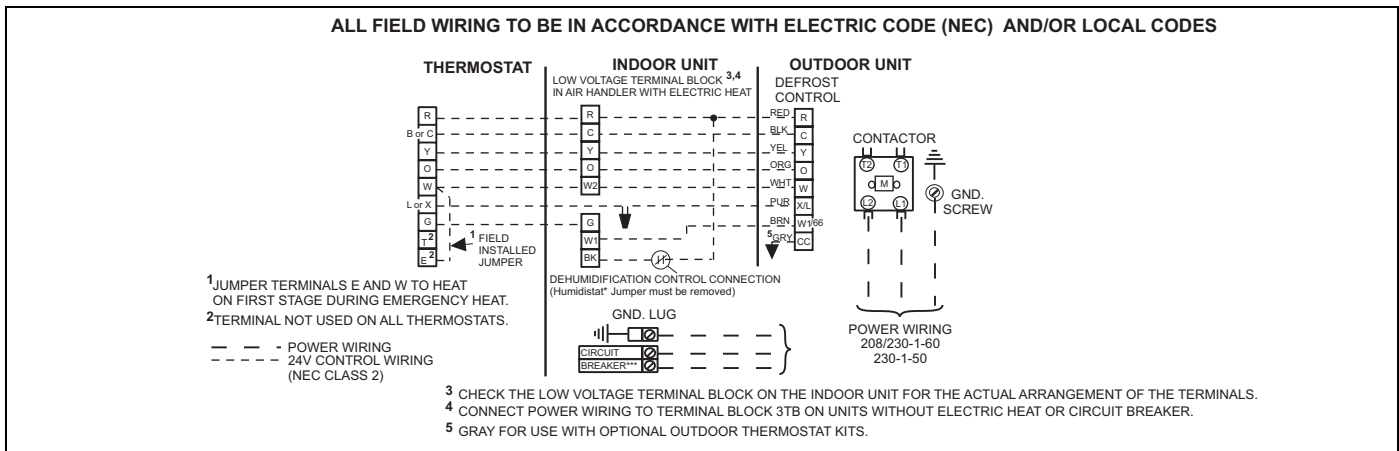 ALL FIELD WIRING TO BE IN ACCORDANCE WITH ELECTRIC CODE (NEC) AND/OR LOCAL CODES
THERMOSTAT
INDOOR UNIT
LOW VOLTAGE TERMINAL BLOCK 3,4
IN AIR HANDLER WITH ELECTRIC HEAT
OUTDOOR UNIT
DEFROST
CONTROL
R
B or C
Y
O
W
L or X
G
T 2
E 2
1 FIELD
INSTALLED
JUMPER
R
C
Y
O
W2
G
W1
BK
RED
BLK
YEL
ORG
WHT
PUR
BRN
5 GRY
R
C
Y
O
W
X/L
W1/66
CC
CONTACTOR
T2
T1
M
L2
L1
GND.
SCREW
DEHUMIDIFICATION CONTROL CONNECTION
(Humidistat* Jumper must be removed)
1 JUMPER TERMINALS E AND W TO HEAT
ON FIRST STAGE DURING EMERGENCY HEAT.
2 TERMINAL NOT USED ON ALL THERMOSTATS.
POWER WIRING
24V CONTROL WIRING
(NEC CLASS 2)
GND. LUG
CIRCUIT
BREAKER***
POWER WIRING
208/230-1-60
230-1-50
3 CHECK THE LOW VOLTAGE TERMINAL BLOCK ON THE INDOOR UNIT FOR THE ACTUAL ARRANGEMENT OF THE TERMINALS.
4 CONNECT POWER WIRING TO TERMINAL BLOCK 3TB ON UNITS WITHOUT ELECTRIC HEAT OR CIRCUIT BREAKER.
5 GRAY FOR USE WITH OPTIONAL OUTDOOR THERMOSTAT KITS.